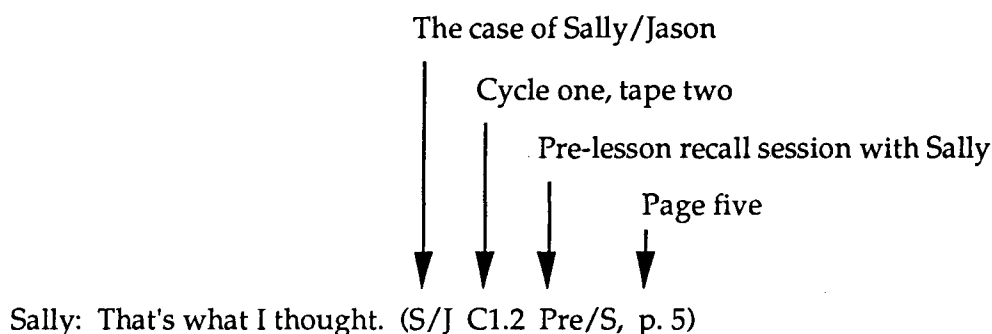 The case of Sally/Jason
Cycle one, tape two
Pre-lesson recall session with Sally
Page five
Sally: That's what I thought. (S/J C1.2 Pre/S, p. 5)